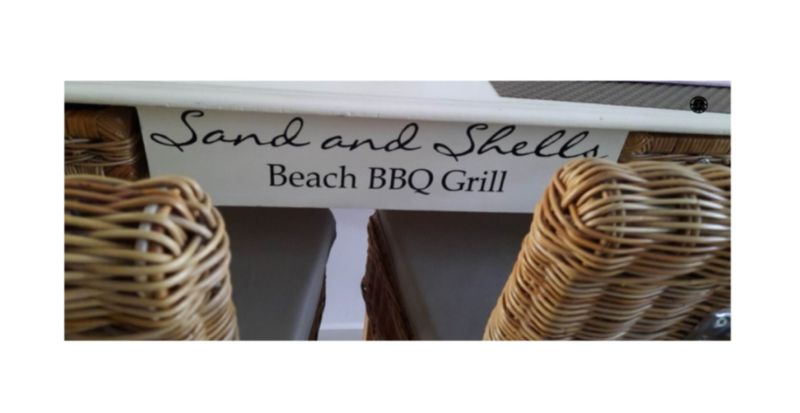 Sand and Shells
Beach BBQ Grill